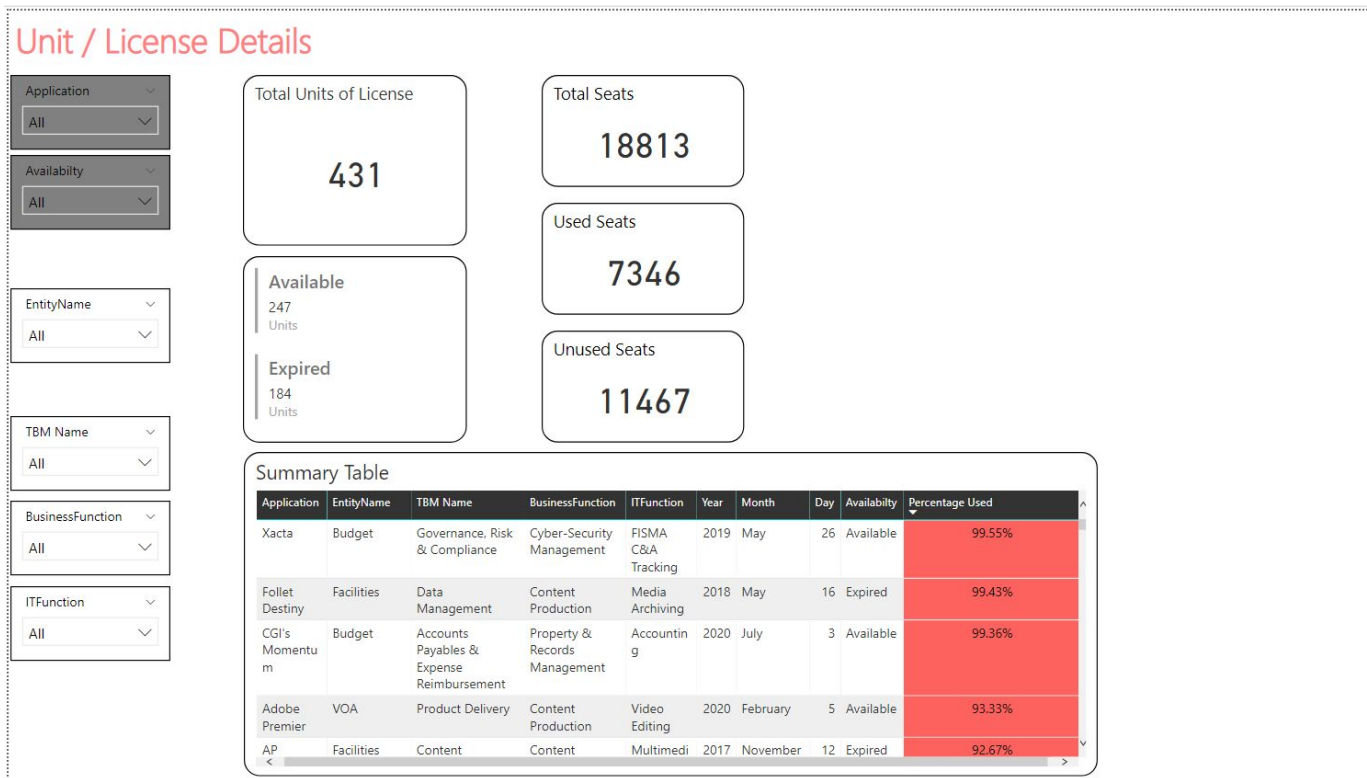 Unit / License Details
Application
All
Availabilty
All
EntityName
All
TBM Name
All
BusinessFunction
All
ITFunction
All
Total Units of License
431
Available
247
Units
Expired
184
Units
Total Seats
18813
Used Seats
7346
Unused Seats
11467
Summary Table
Application EntityName TBM Name BusinessFunction ITFunction Year Month Day Availabilty Percentage Used
Xacta Budget Governance, Risk Cyber-Security FISMA 2019 May 26 Available 99.55%
& Compliance Management C&A
Tracking
Follet Facilities Data Content Media 2018 May 16 Expired 99.43%
Destiny Management Production Archiving
CGI's Budget Accounts Property & Accountin 2020 July 3 Available 99.36%
Momentu Payables & Records g
m Expense Management
Reimbursement
Adobe VOA Product Delivery Content Video 2020 February 5 Available 93.33%
Premier Production Editing
AP Facilities Content Content Multimedi 2017 November 12 Expired 92.67%